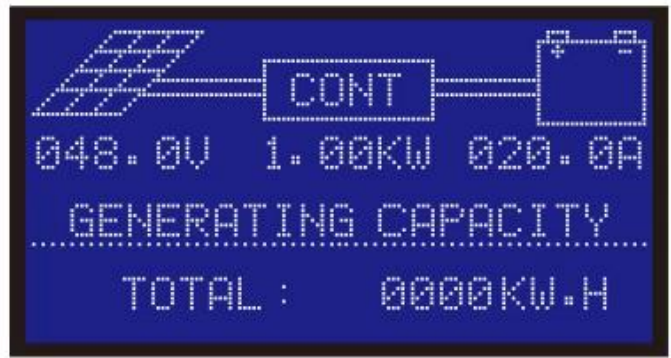 CONT
+ -
048.0V 1.00KW 020.0A
GENERATING CAPACITY
TOTAL: 0000KW.H